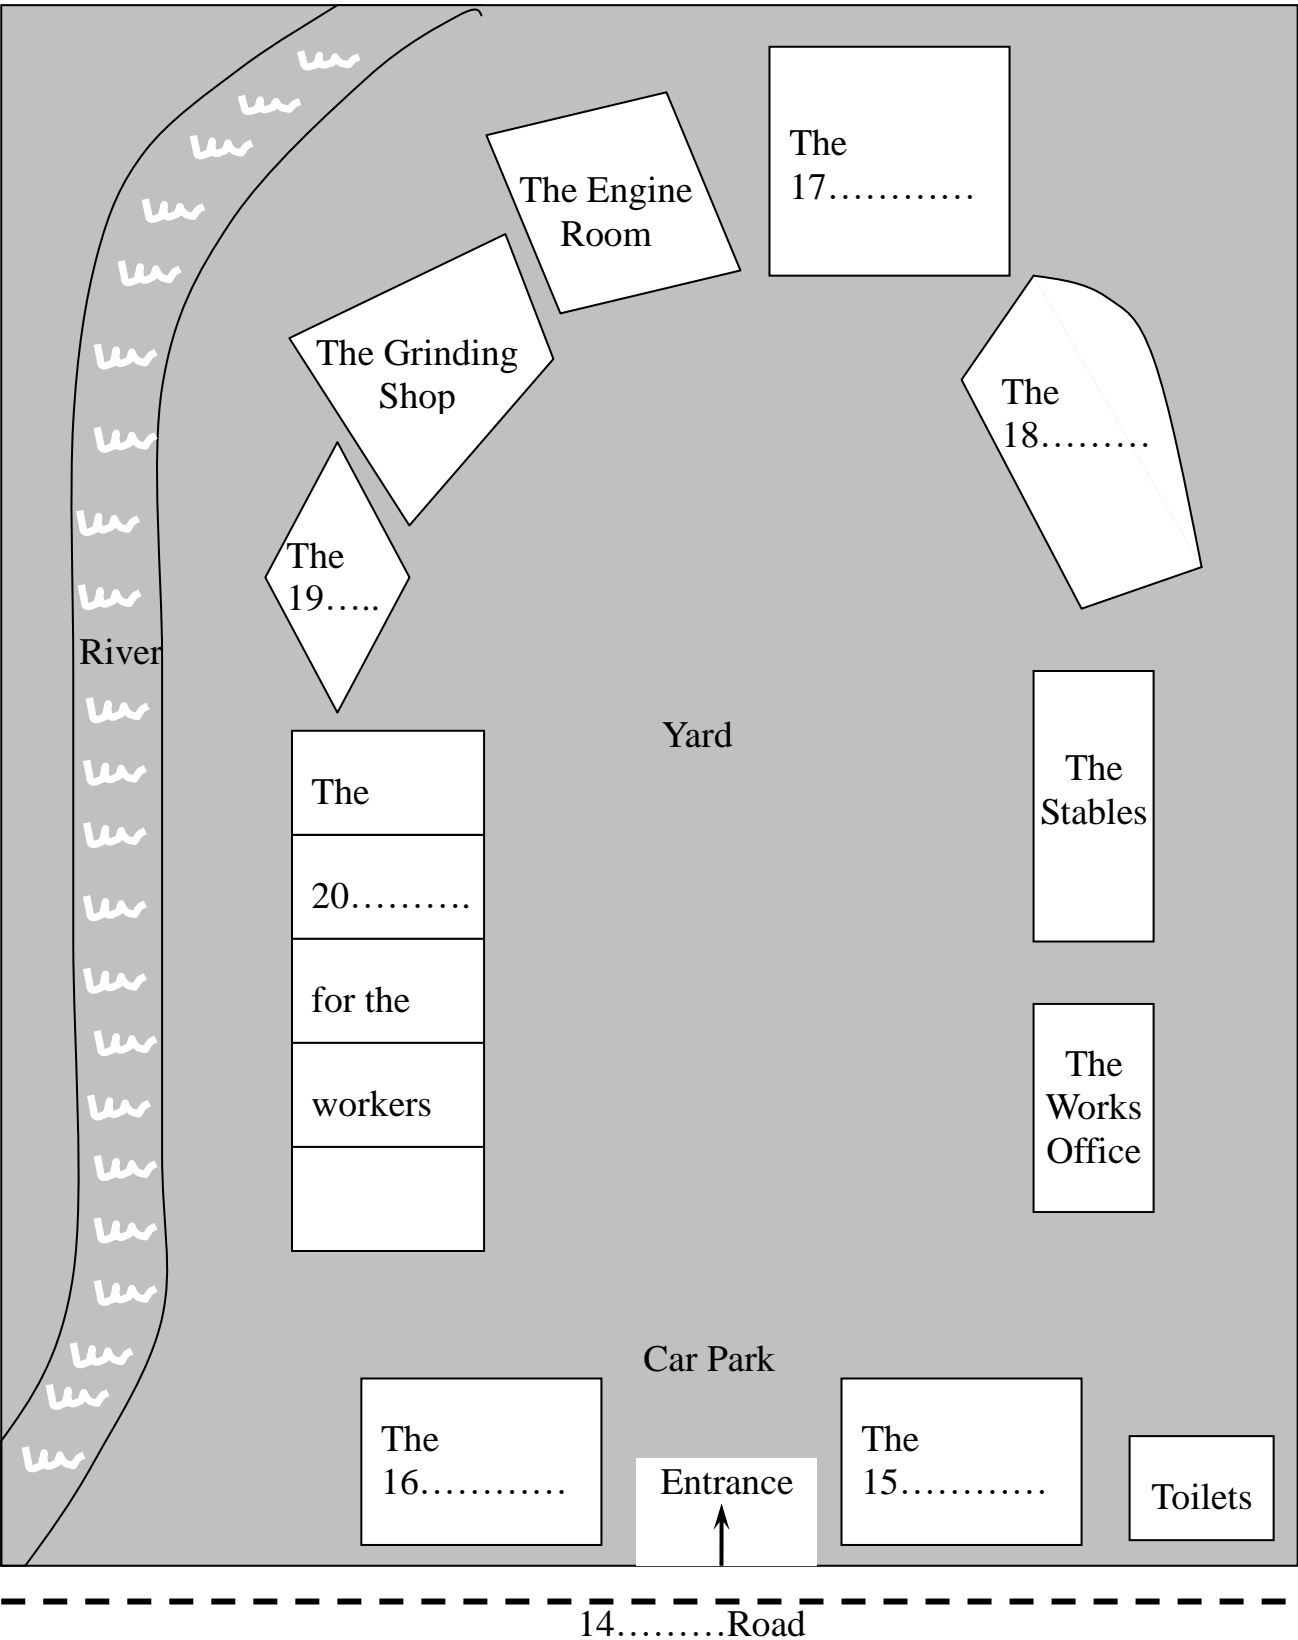 The
17…………
The Engine
Room
The Grinding
Shop
The
18………
The
19…..
River
Yard
The
Stables
The
20……….
for the
workers
The
Works
Office
Car Park
The
16…………
Entrance
The
15…………
Toilets
14………Road